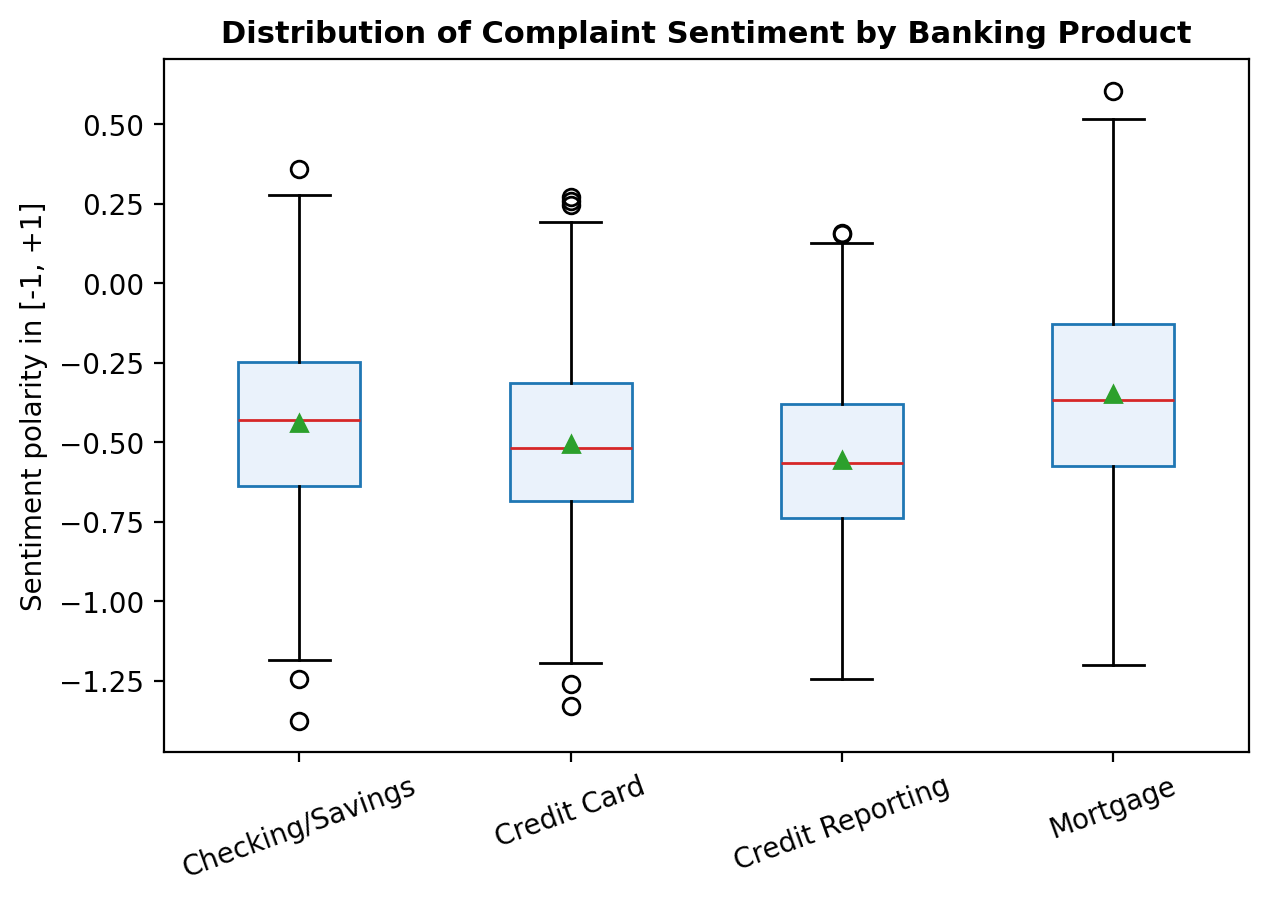 Distribution of Complaint Sentiment by Banking Product
Sentiment polarity in [-1, +1]
0.50
0.25
0.00
−0.25
−0.50
−0.75
−1.00
−1.25
Checking/Savings
Credit Card
Credit Reporting
Mortgage